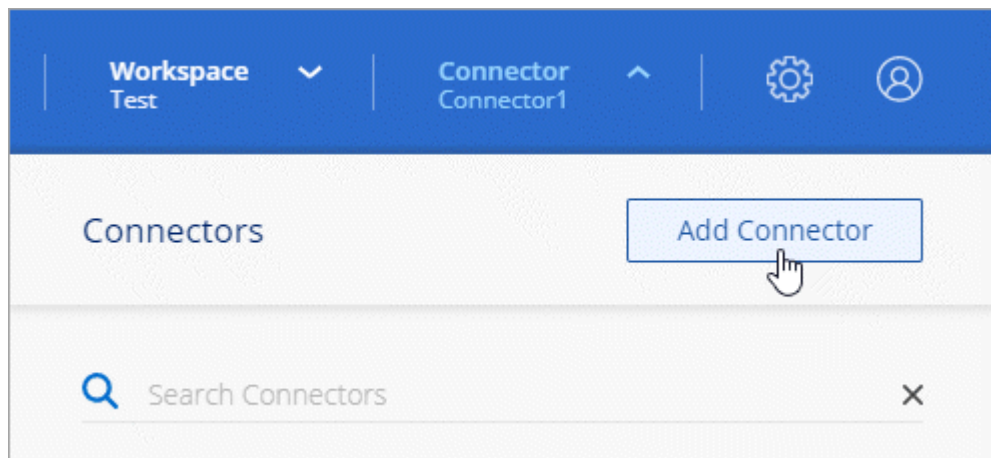 Workspace
Test
Connector
Connector1
Connectors
Add Connector
Search Connectors